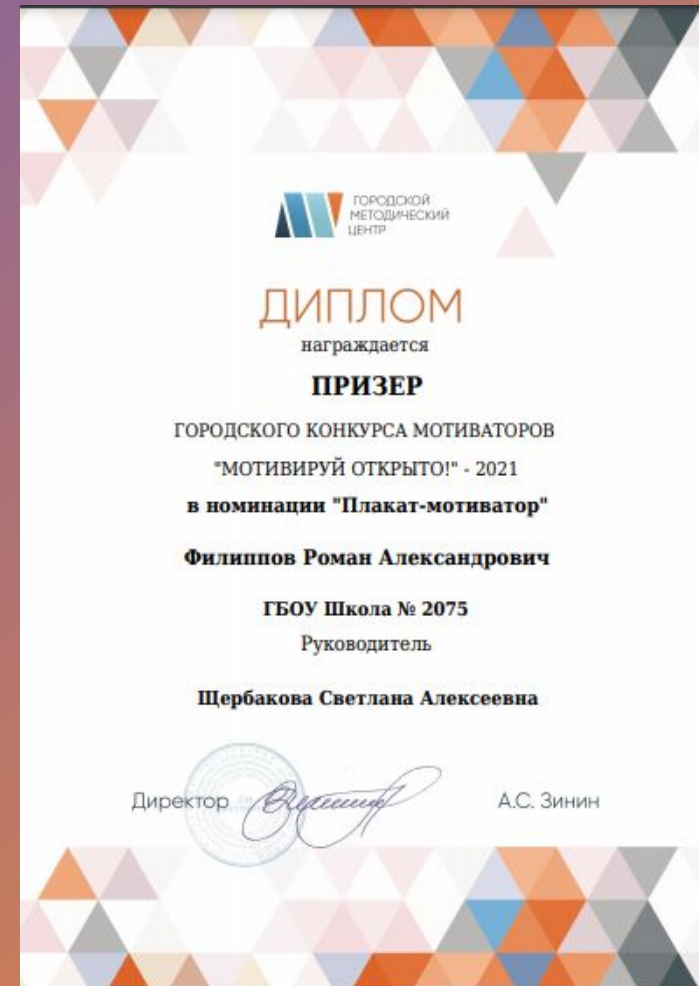 ГОРОДСКОЙ
МЕТОДИЧЕСКИЙ
ЦЕНТР
ДИПЛОМ
награждается
ПРИЗЕР
ГОРОДСКОГО КОНКУРСА МОТИВАТОРОВ
"МОТИВИРУЙ ОТКРЫТО!" - 2021
в номинации "Плакат-мотиватор"
Филиппов Роман Александрович
ГБОУ Школа № 2075
Руководитель
Щербакова Светлана Алексеевна
Директор А.С. Зинин